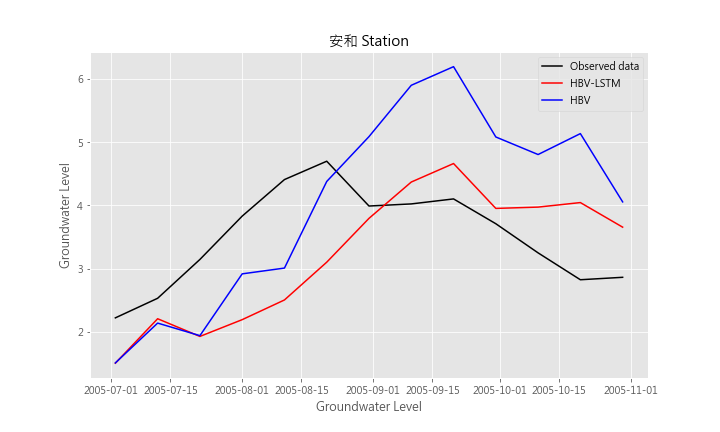 安和 Station
Observed data
HBV-LSTM
HBV
6
5
4
3
2
Groundwater Level
2005-07-01 2005-07-15 2005-08-01 2005-08-15 2005-09-01 2005-09-15 2005-10-01 2005-10-15 2005-11-01
Groundwater Level